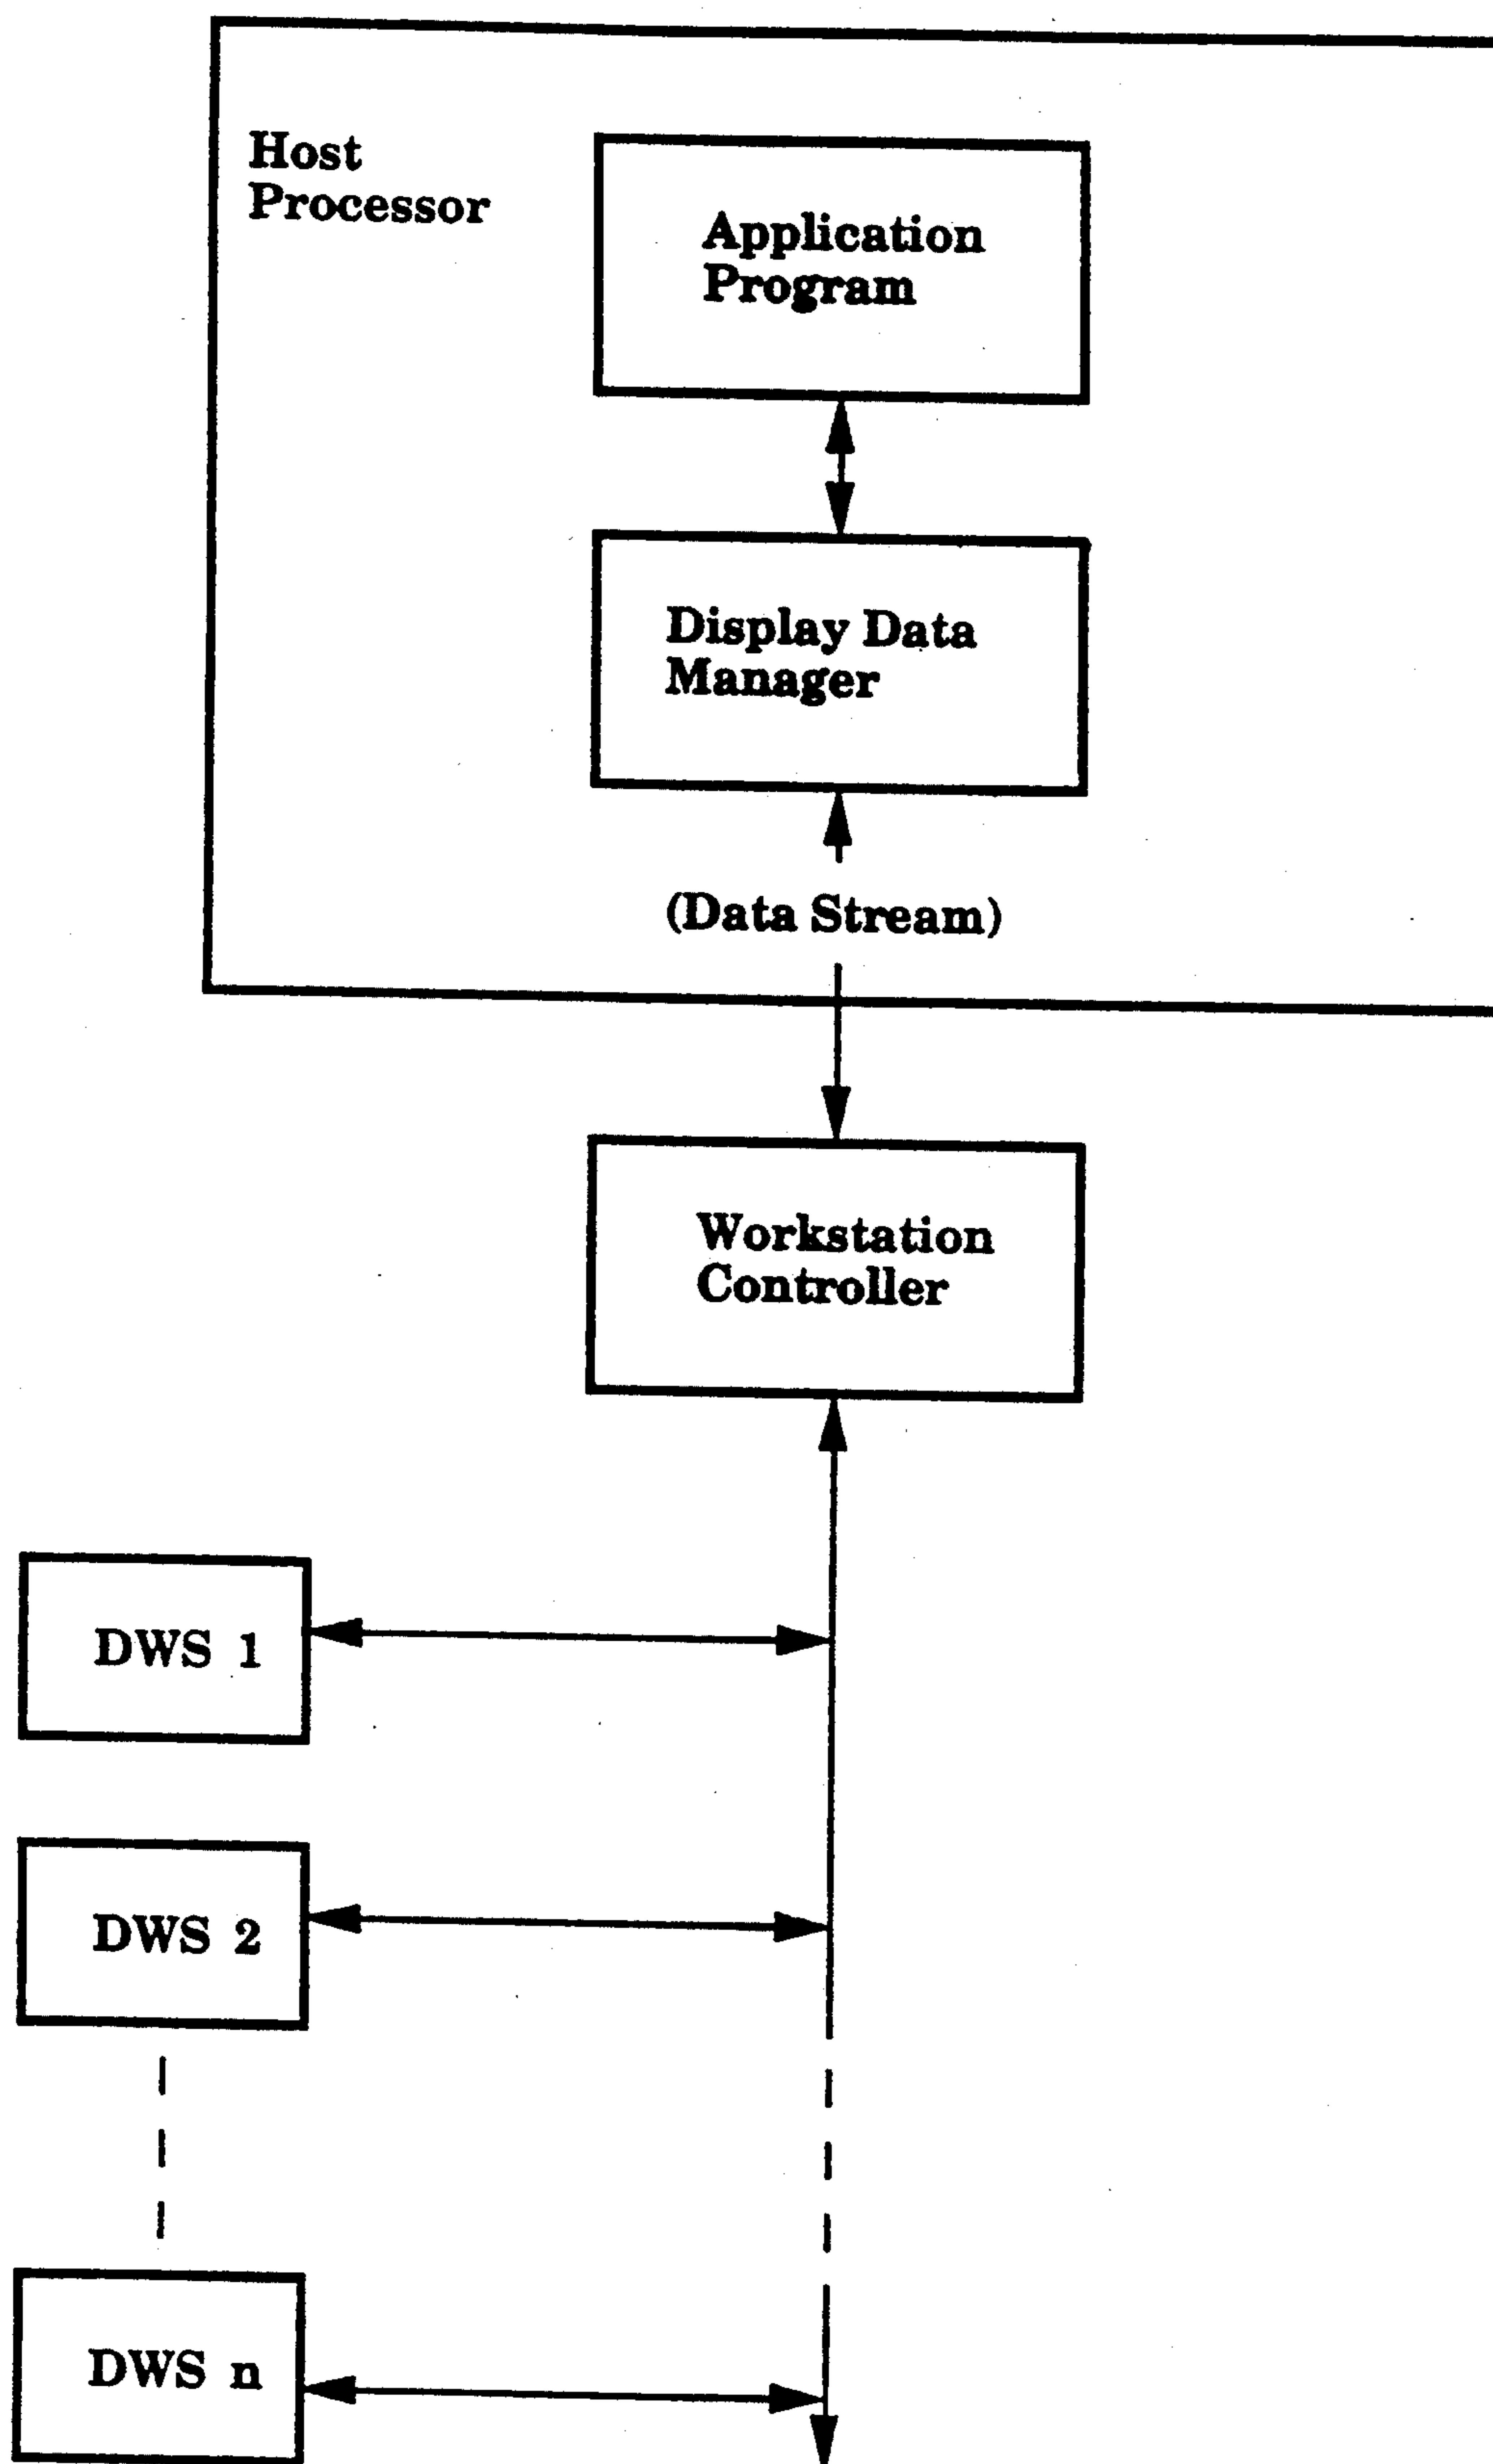 Host
Processor
Application
Program
Display Data
Manager
(Data Stream)
Workstation
Controller
DWS 1
DWS 2
DWS n